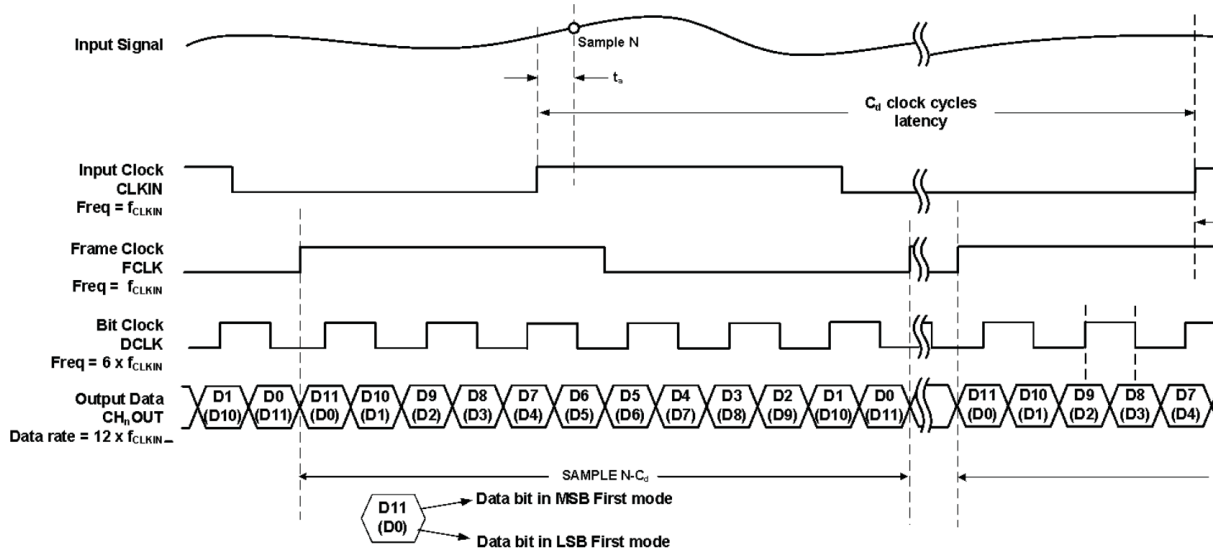 Input Signal
Sample N
tₐ
C_d clock cycles
latency
Input Clock
CLKIN
Freq = f_CLKIN
Frame Clock
FCLK
Freq = f_CLKIN
Bit Clock
DCLK
Freq = 6 x f_CLKIN
Output Data
CHₙOUT
Data rate = 12 x f_CLKIN
D1 D0 D11 D10 D9 D8 D7 D6 D5 D4 D3 D2 D1 D0 D11 D10 D9 D8 D7
(D10) (D11) (D0) (D1) (D2) (D3) (D4) (D5) (D6) (D7) (D8) (D9) (D10) (D11) (D0) (D1) (D2) (D3) (D4)
SAMPLE N-C_d
D11
(D0)
Data bit in MSB First mode
Data bit in LSB First mode